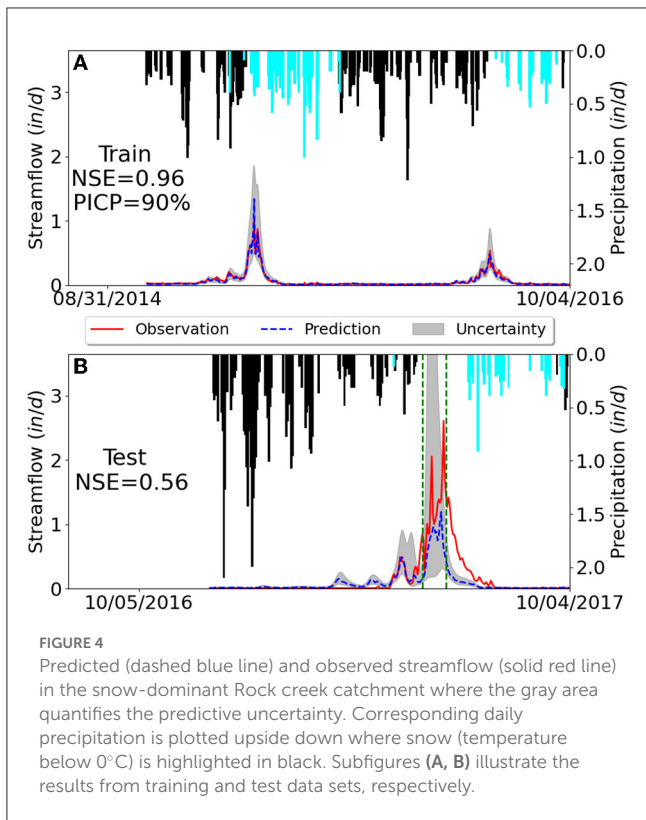 A
Streamflow (in/d)
3
2
1
0
Train
NSE=0.96
PICP=90%
0.0
0.5
1.0
1.5
2.0
Precipitation (in/d)
08/31/2014
10/04/2016
Observation
Prediction
Uncertainty
B
Streamflow (in/d)
3
2
1
0
Test
NSE=0.56
0.0
0.5
1.0
1.5
2.0
Precipitation (in/d)
10/05/2016
10/04/2017
FIGURE 4
Predicted (dashed blue line) and observed streamflow (solid red line)
in the snow-dominant Rock creek catchment where the gray area
quantifies the predictive uncertainty. Corresponding daily
precipitation is plotted upside down where snow (temperature
below 0°C) is highlighted in black. Subfigures (A, B) illustrate the
results from training and test data sets, respectively.